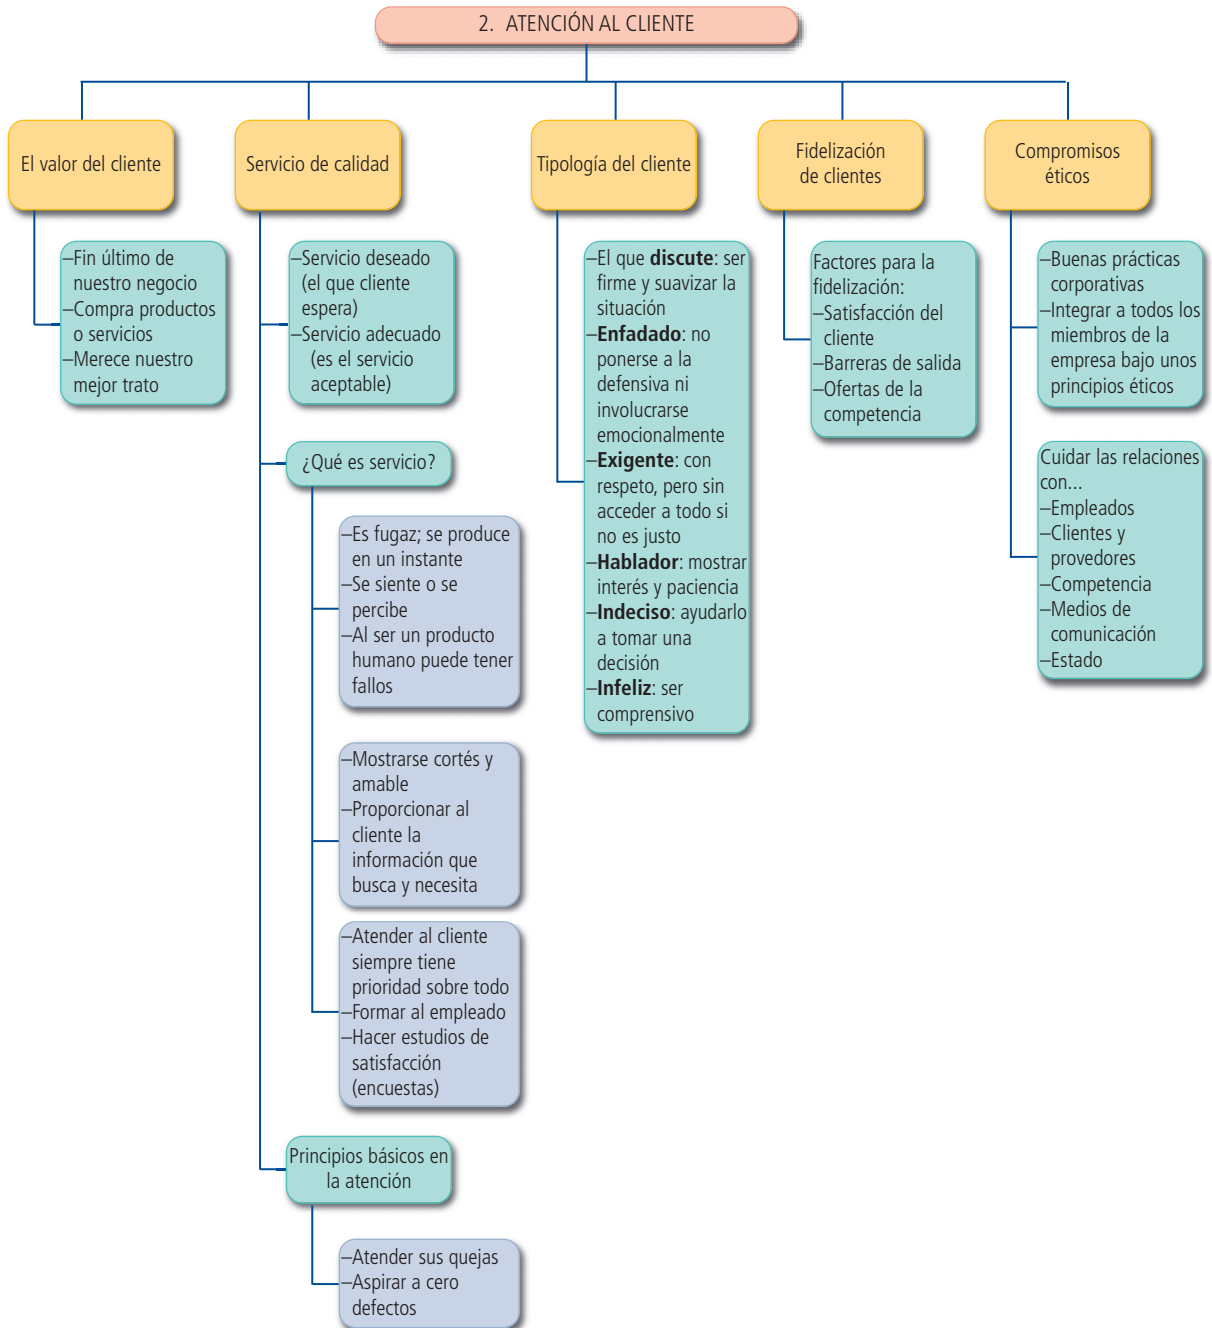 2. ATENCIÓN AL CLIENTE
El valor del cliente
–Fin último de
nuestro negocio
–Compra productos
o servicios
–Merece nuestro
mejor trato
Servicio de calidad
–Servicio deseado
(el que cliente
espera)
–Servicio adecuado
(es el servicio
aceptable)
¿Qué es servicio?
–Es fugaz; se produce
en un instante
–Se siente o se
percibe
–Al ser un producto
humano puede tener
fallos
–Mostrarse cortés y
amable
–Proporcionar al
cliente la
información que
busca y necesita
–Atender al cliente
siempre tiene
prioridad sobre todo
–Formar al empleado
–Hacer estudios de
satisfacción
(encuestas)
Principios básicos en
la atención
–Atender sus quejas
–Aspirar a cero
defectos
Tipología del cliente
–El que discute: ser
firme y suavizar la
situación
–Enfadado: no
ponerse a la
defensiva ni
involucrarse
emocionalmente
–Exigente: con
respeto, pero sin
acceder a todo si
no es justo
–Hablador: mostrar
interés y paciencia
–Indeciso: ayudarlo
a tomar una
decisión
–Infeliz: ser
comprensivo
Fidelización
de clientes
Factores para la
fidelización:
–Satisfacción del
cliente
–Barreras de salida
–Ofertas de la
competencia
Compromisos
éticos
–Buenas prácticas
corporativas
–Integrar a todos los
miembros de la
empresa bajo unos
principios éticos
Cuidar las relaciones
con...
–Empleados
–Clientes y
provedores
–Competencia
–Medios de
comunicación
–Estado